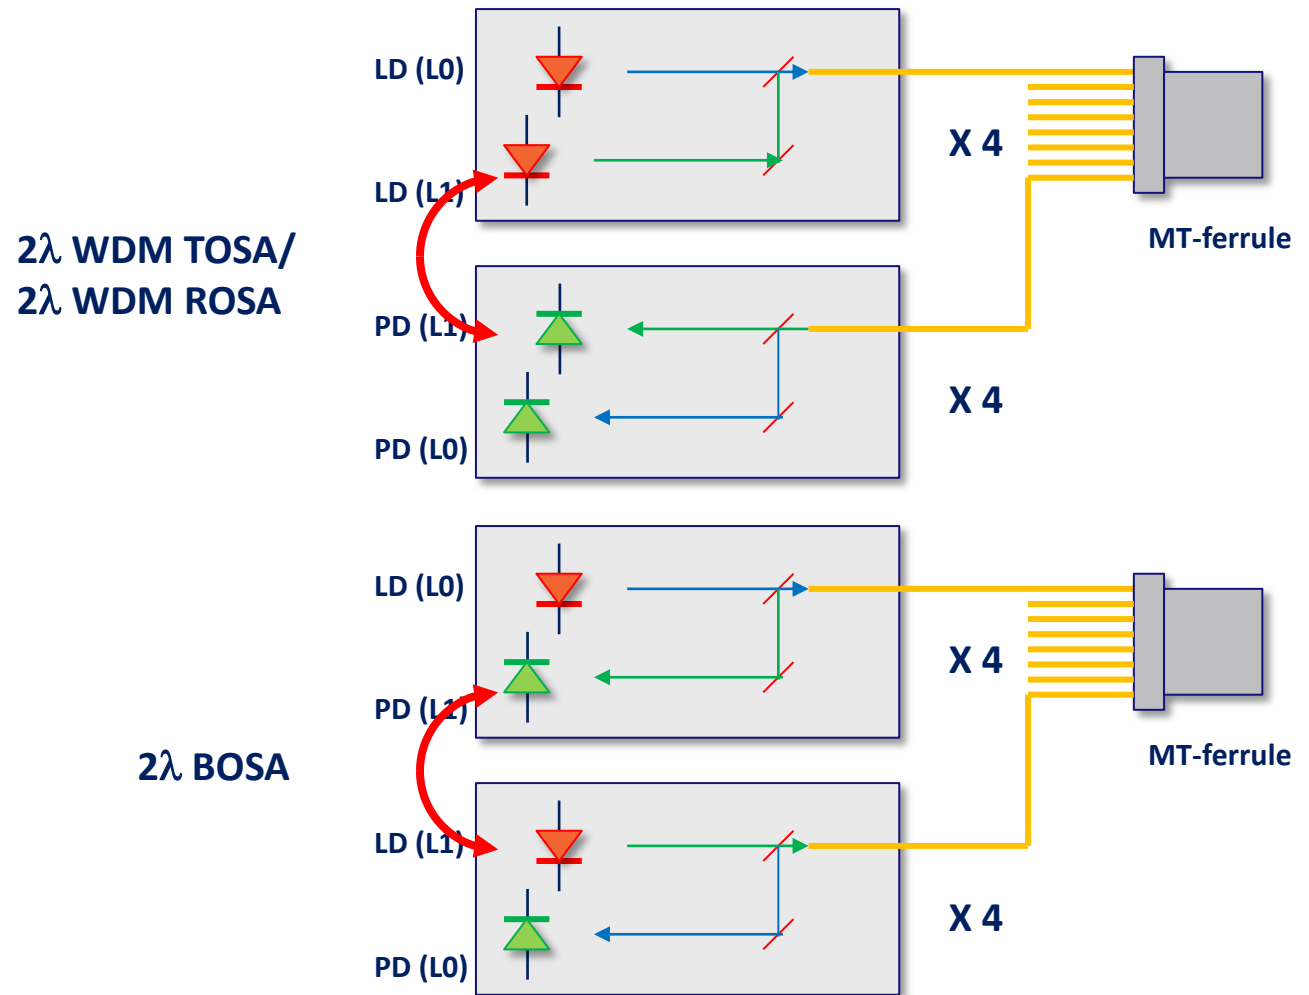 LD (L0)
X 4
LD (L1)
MT-ferrule
2λ WDM TOSA/
2λ WDM ROSA
PD (L1)
X 4
PD (L0)
LD (L0)
X 4
PD (L1)
MT-ferrule
2λ BOSA
LD (L1)
X 4
PD (L0)